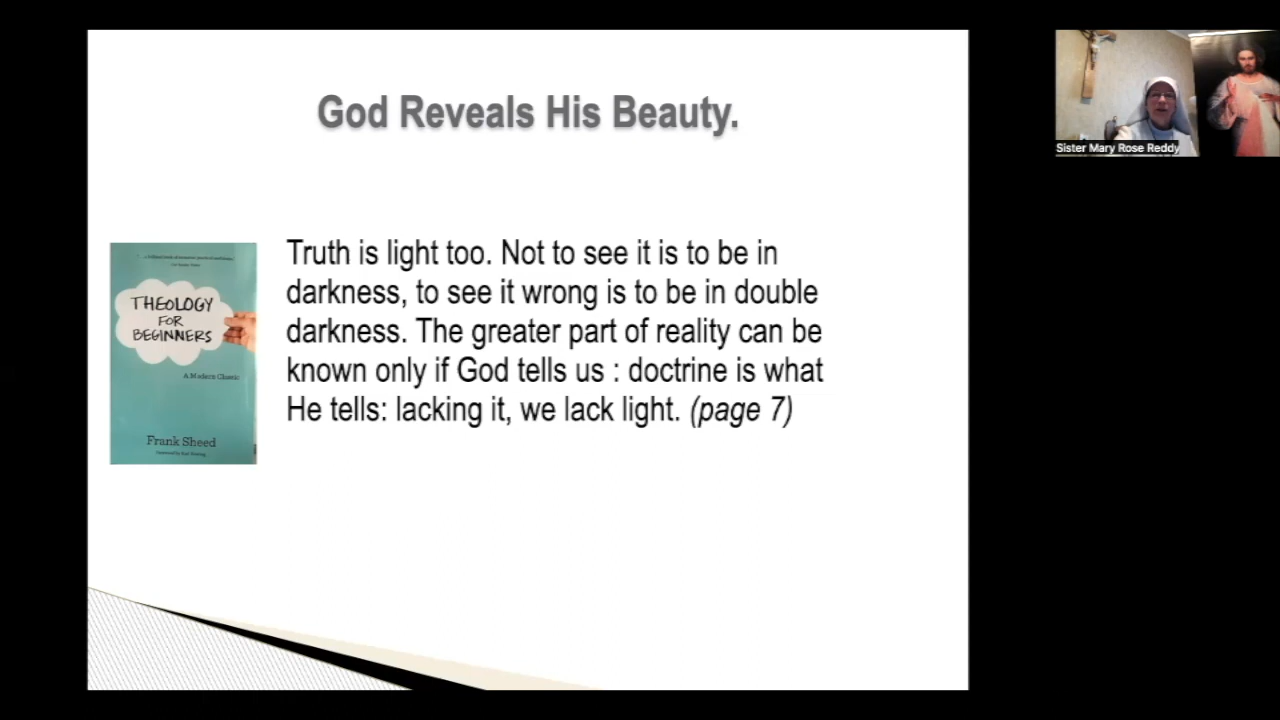 God Reveals His Beauty.
Truth is light too. Not to see it is to be in
darkness, to see it wrong is to be in double
darkness. The greater part of reality can be
known only if God tells us : doctrine is what
He tells: lacking it, we lack light. (page 7)
THEOLOGY
FOR
BEGINNERS
A Modern Classic
Frank Sheed
Sister Mary Rose Reddy